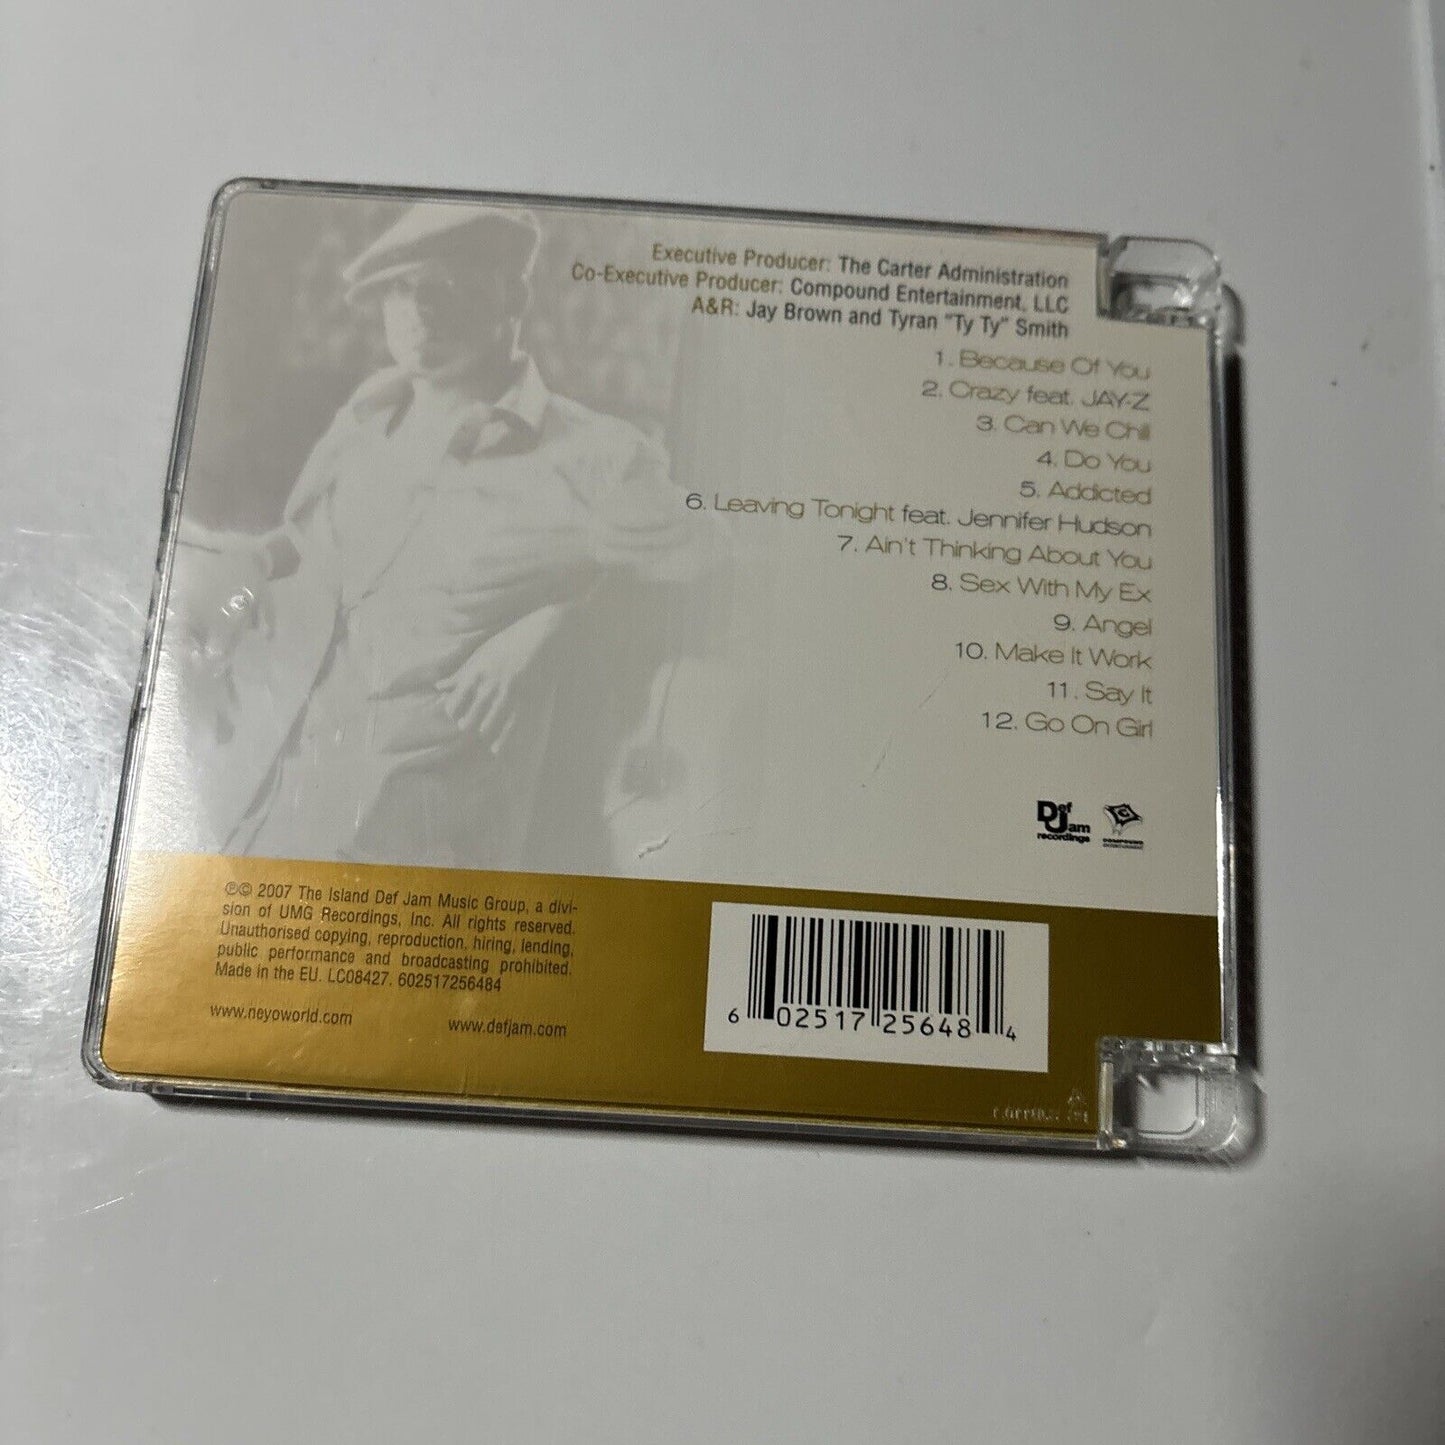 Executive Producer: The Carter Administration
Co-Executive Producer: Compound Entertainment, LLC
A&R: Jay Brown and Tyran "Ty Ty" Smith
1. Because Of You
2. Crazy feat. JAY-Z
3. Can We Chill
4. Do You
5. Addicted
6. Leaving Tonight feat. Jennifer Hudson
7. Ain't Thinking About You
8. Sex With My Ex
9. Angel
10. Make It Work
11. Say It
12. Go On Girl
Def Jam
recordings
COMPOUND
ENTERTAINMENT
℗© 2007 The Island Def Jam Music Group, a divi-
sion of UMG Recordings, Inc. All rights reserved.
Unauthorised copying, reproduction, hiring, lending,
public performance and broadcasting prohibited.
Made in the EU. LC08427. 602517256484
www.neyoworld.com
www.defjam.com
6 02517 25648 4